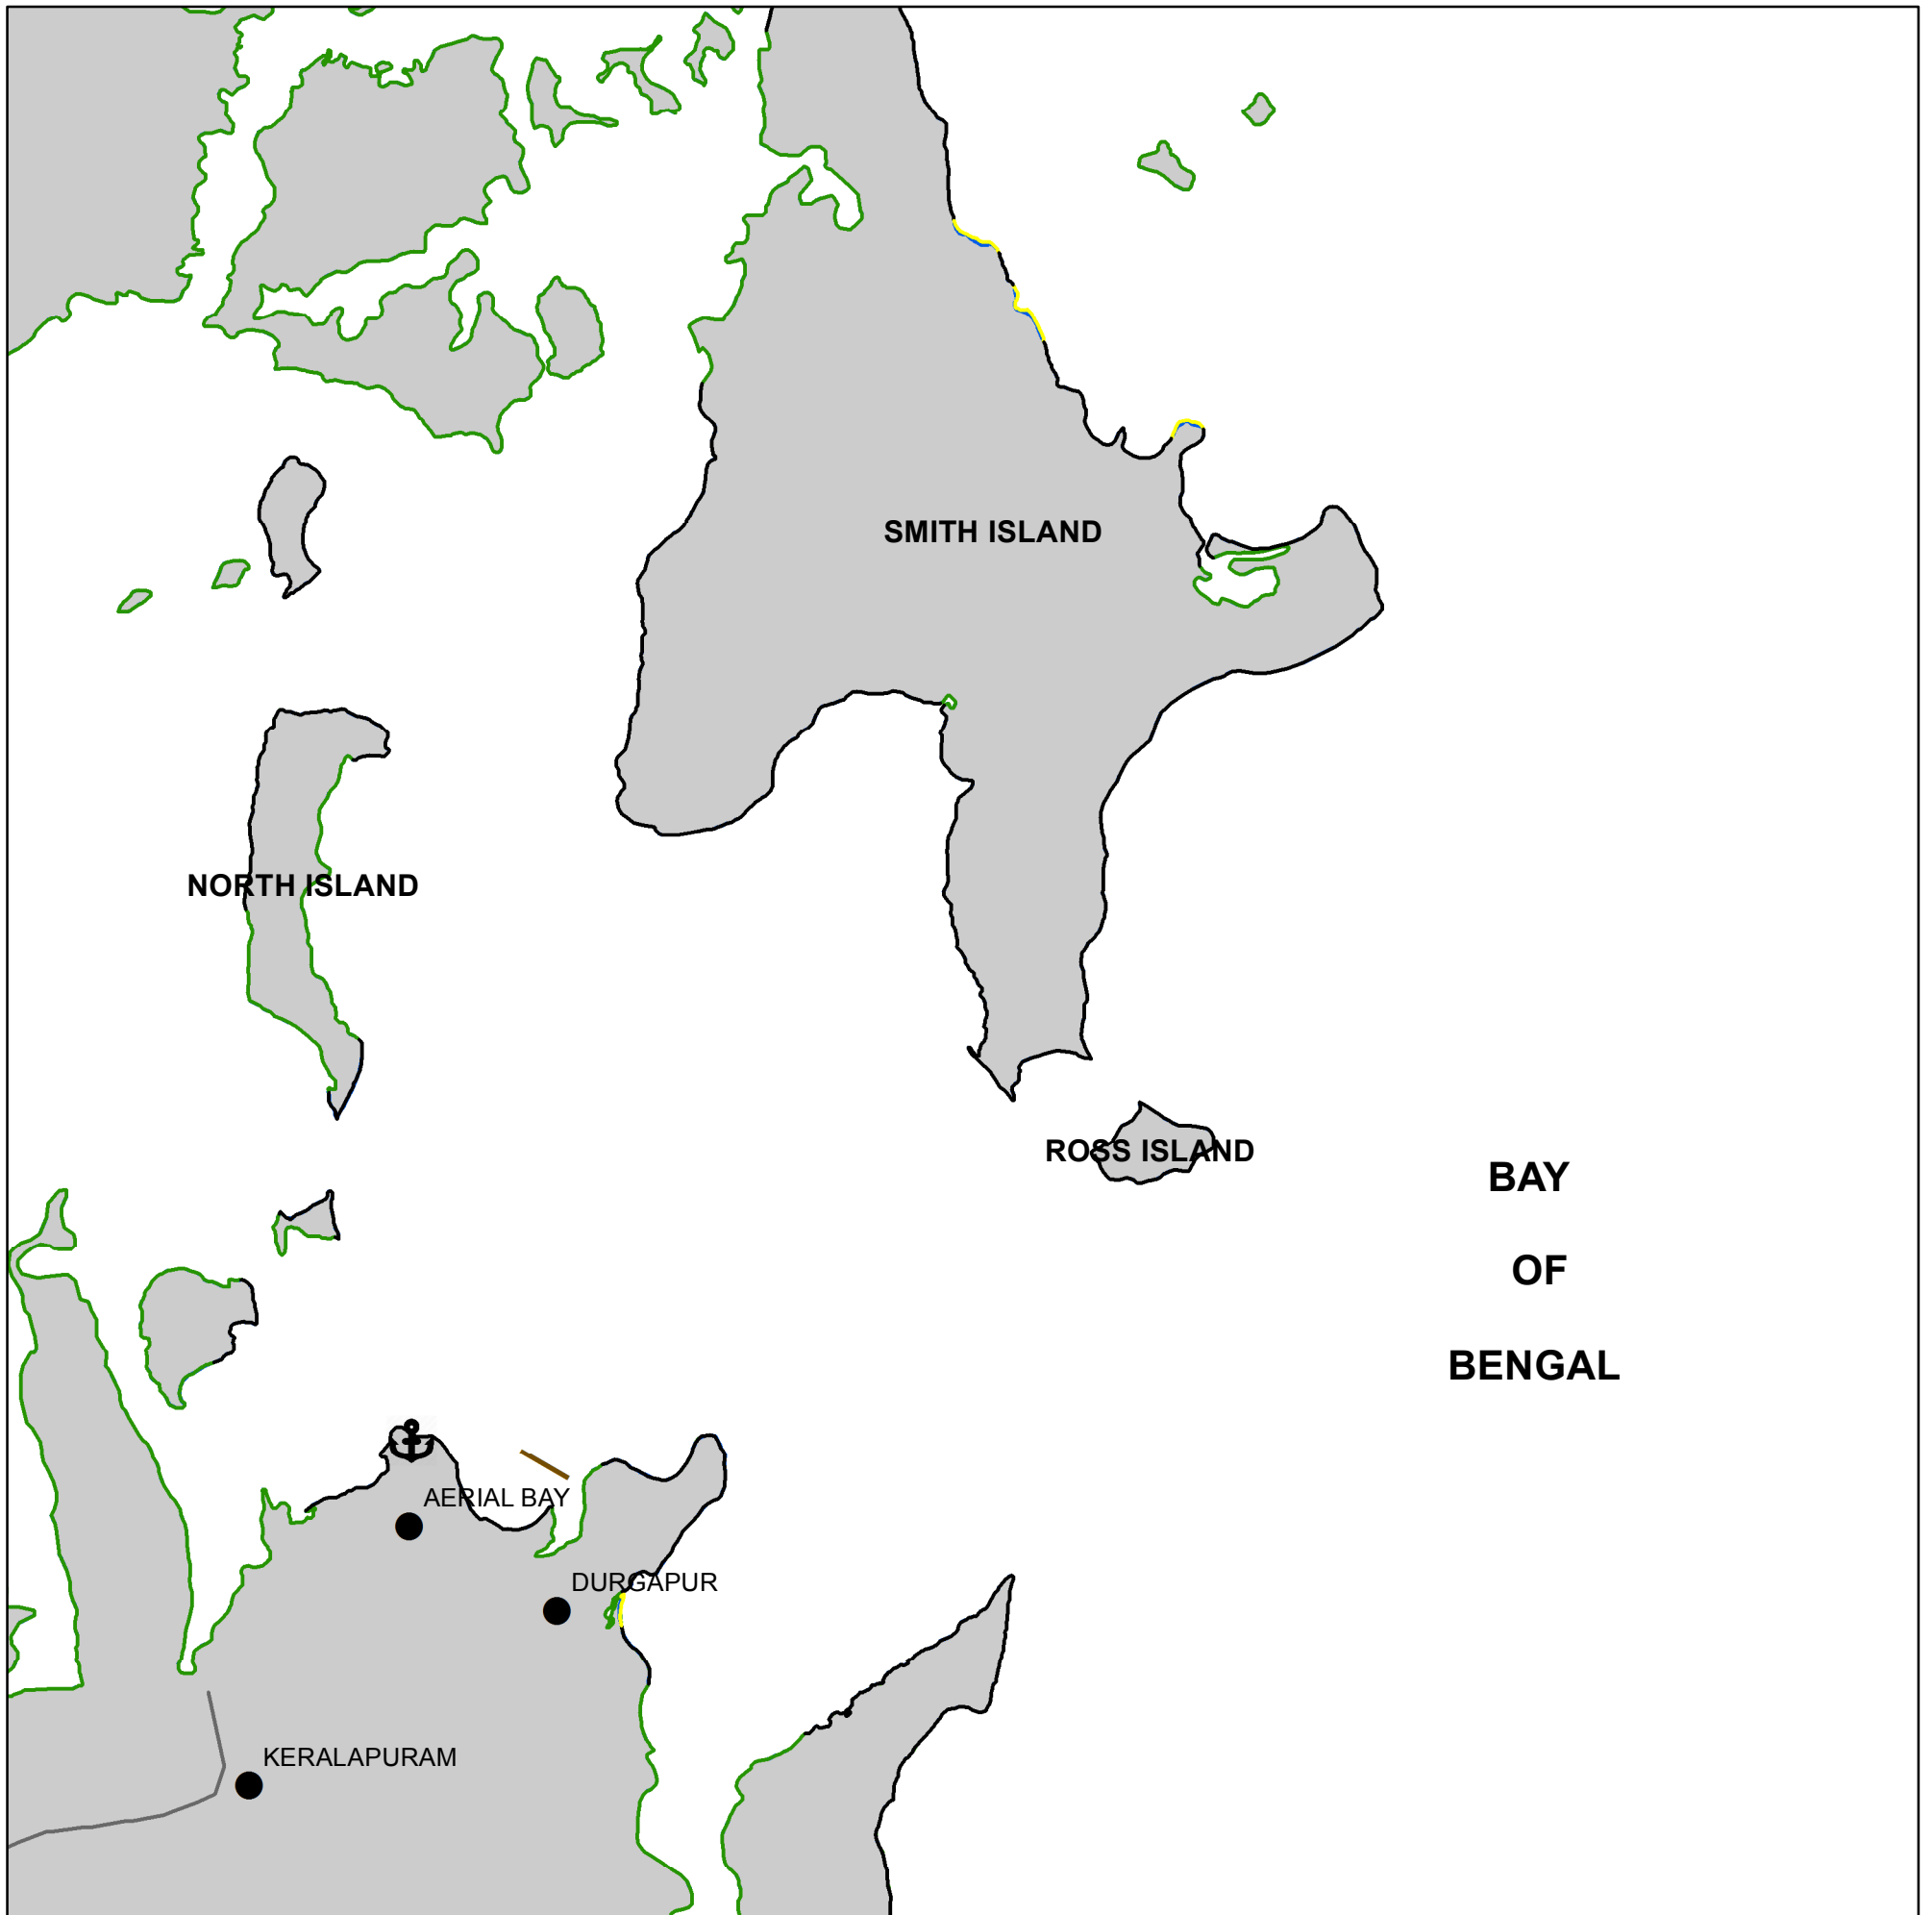 SMITH ISLAND
NORTH ISLAND
ROSS ISLAND
BAY
OF
BENGAL
AERIAL BAY
DURGAPUR
KERALAPURAM